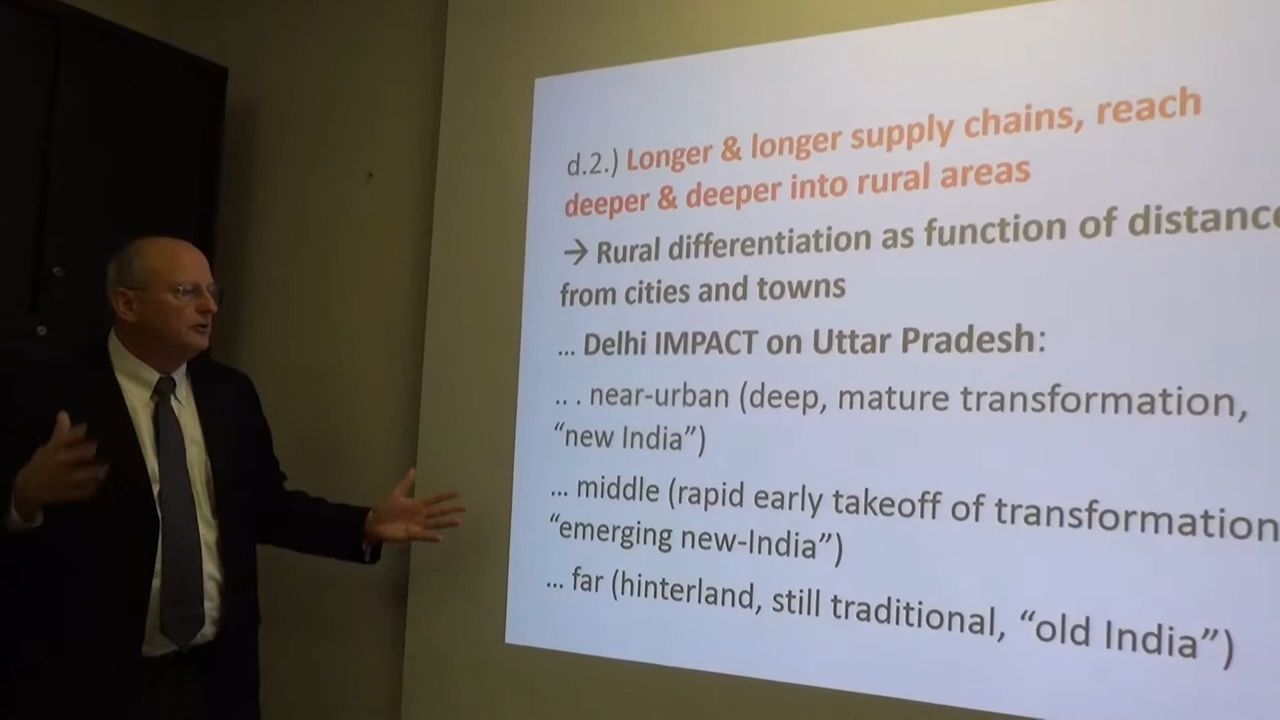 d.2.) Longer & longer supply chains, reach
deeper & deeper into rural areas
→ Rural differentiation as function of distance
from cities and towns
... Delhi IMPACT on Uttar Pradesh:
.. . near-urban (deep, mature transformation,
“new India”)
... middle (rapid early takeoff of transformation
“emerging new-India”)
... far (hinterland, still traditional, “old India”)